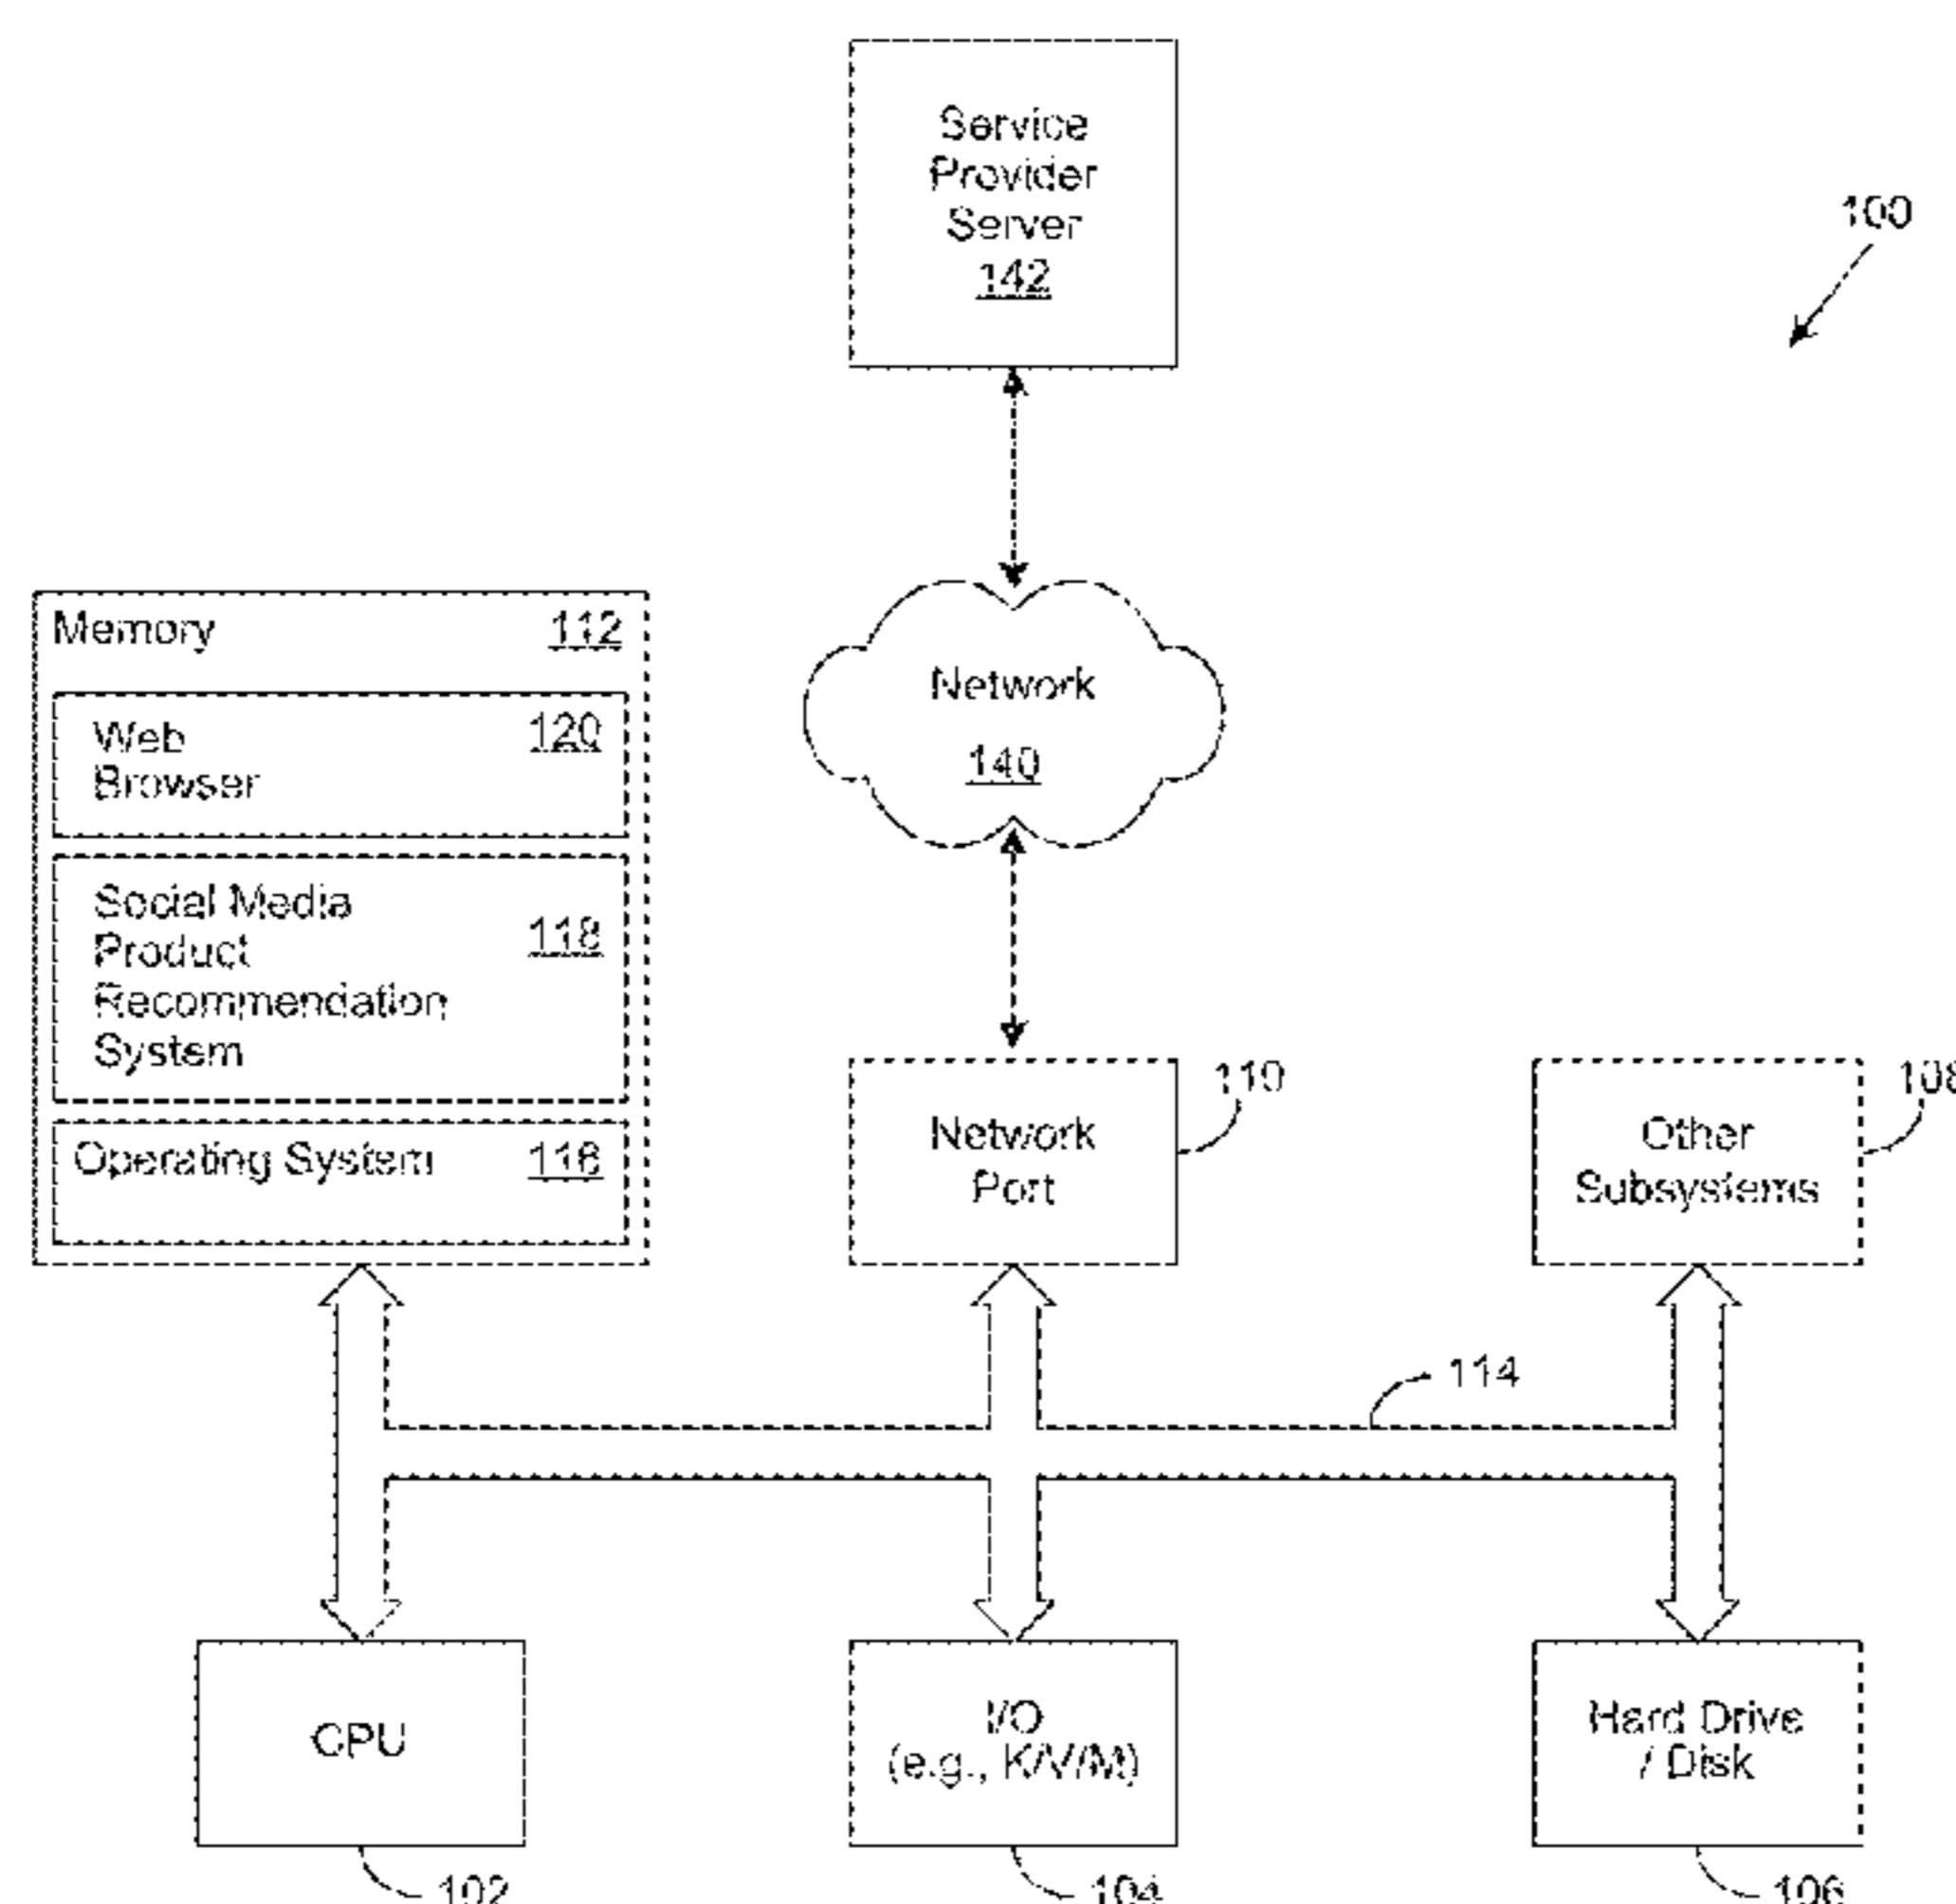 Service
Provider
Server
142
100
Memory 112
Web 120
Browser
Social Media
Product 118
Recommendation
System
Operating System 116
Network
140
Network
Port
110
Other
Subsystems
108
114
CPU
102
I/O
(e.g., K/V/M)
104
Hard Drive
/ Disk
106